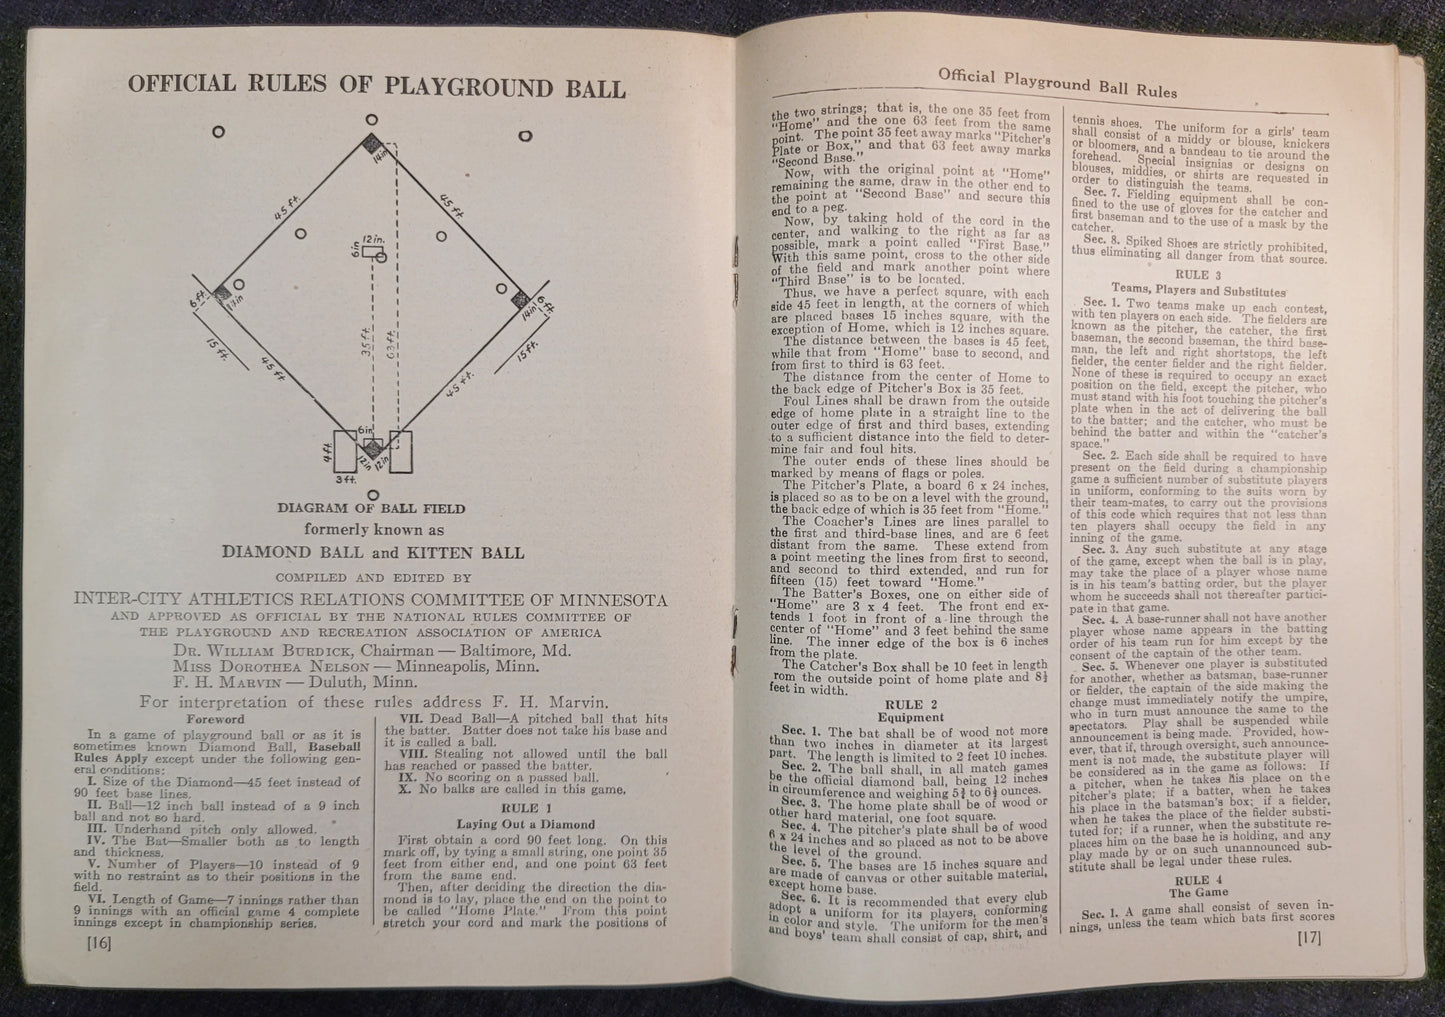 OFFICIAL RULES OF PLAYGROUND BALL
14in
45 ft
45 ft.
12in.
6in
6 ft.
13in
14in
6 ft.
15 ft.
15 ft.
35 ft.
63 ft.
45 ft
45 ft.
6in
4 ft.
12in
12in
3 ft.
DIAGRAM OF BALL FIELD
formerly known as
DIAMOND BALL and KITTEN BALL
COMPILED AND EDITED BY
INTER-CITY ATHLETICS RELATIONS COMMITTEE OF MINNESOTA
AND APPROVED AS OFFICIAL BY THE NATIONAL RULES COMMITTEE OF
THE PLAYGROUND AND RECREATION ASSOCIATION OF AMERICA
DR. WILLIAM BURDICK, Chairman — Baltimore, Md.
MISS DOROTHEA NELSON — Minneapolis, Minn.
F. H. MARVIN — Duluth, Minn.
For interpretation of these rules address F. H. Marvin.
Foreword
In a game of playground ball or as it is
sometimes known Diamond Ball, Baseball
Rules Apply except under the following gen-
eral conditions:
I. Size of the Diamond—45 feet instead of
90 feet base lines.
II. Ball—12 inch ball instead of a 9 inch
ball and not so hard.
III. Underhand pitch only allowed.
IV. The Bat—Smaller both as to length
and thickness.
V. Number of Players—10 instead of 9
with no restraint as to their positions in the
field.
VI. Length of Game—7 innings rather than
9 innings with an official game 4 complete
innings except in championship series.
[16]
VII. Dead Ball—A pitched ball that hits
the batter. Batter does not take his base and
it is called a ball.
VIII. Stealing not allowed until the ball
has reached or passed the batter.
IX. No scoring on a passed ball.
X. No balks are called in this game.
RULE 1
Laying Out a Diamond
First obtain a cord 90 feet long. On this
mark off, by tying a small string, one point 35
feet from either end, and one point 63 feet
from the same end.
Then, after deciding the direction the dia-
mond is to lay, place the end on the point to
be called "Home Plate." From this point
stretch your cord and mark the positions of
Official Playground Ball Rules
the two strings; that is, the one 35 feet from
"Home" and the one 63 feet from the same
point. The point 35 feet away marks "Pitcher's
Plate or Box," and that 63 feet away marks
"Second Base."
Now, with the original point at "Home"
remaining the same, draw in the other end to
the point at "Second Base" and secure this
end to a peg.
Now, by taking hold of the cord in the
center, and walking to the right as far as
possible, mark a point called "First Base."
With this same point, cross to the other side
of the field and mark another point where
"Third Base" is to be located.
Thus, we have a perfect square, with each
side 45 feet in length, at the corners of which
are placed bases 15 inches square, with the
exception of Home, which is 12 inches square.
The distance between the bases is 45 feet,
while that from "Home" base to second, and
from first to third is 63 feet.
The distance from the center of Home to
the back edge of Pitcher's Box is 35 feet.
Foul Lines shall be drawn from the outside
edge of home plate in a straight line to the
outer edge of first and third bases, extending
to a sufficient distance into the field to deter-
mine fair and foul hits.
The outer ends of these lines should be
marked by means of flags or poles.
The Pitcher's Plate, a board 6 x 24 inches,
is placed so as to be on a level with the ground,
the back edge of which is 35 feet from "Home."
The Coacher's Lines are lines parallel to
the first and third-base lines, and are 6 feet
distant from the same. These extend from
a point meeting the lines from first to second,
and second to third extended, and run for
fifteen (15) feet toward "Home."
The Batter's Boxes, one on either side of
"Home" are 3 x 4 feet. The front end ex-
tends 1 foot in front of a line through the
center of "Home" and 3 feet behind the same
line. The inner edge of the box is 6 inches
from the plate.
The Catcher's Box shall be 10 feet in length
rom the outside point of home plate and 8½
feet in width.
RULE 2
Equipment
Sec. 1. The bat shall be of wood not more
than two inches in diameter at its largest
part. The length is limited to 2 feet 10 inches.
Sec. 2. The ball shall, in all match games
be the official diamond ball, being 12 inches
in circumference and weighing 5¾ to 6¼ ounces.
Sec. 3. The home plate shall be of wood or
other hard material, one foot square.
Sec. 4. The pitcher's plate shall be of wood
6 x 24 inches and so placed as not to be above
the level of the ground.
Sec. 5. The bases are 15 inches square and
are made of canvas or other suitable material,
except home base.
Sec. 6. It is recommended that every club
adopt a uniform for its players, conforming
in color and style. The uniform for the men's
and boys' team shall consist of cap, shirt, and
tennis shoes. The uniform for a girls' team
shall consist of a middy or blouse, knickers
or bloomers, and a bandeau to tie around the
forehead. Special insignias or designs on
blouses, middies, or shirts are requested in
order to distinguish the teams.
Sec. 7. Fielding equipment shall be con-
fined to the use of gloves for the catcher and
first baseman and to the use of a mask by the
catcher.
Sec. 8. Spiked Shoes are strictly prohibited,
thus eliminating all danger from that source.
RULE 3
Teams, Players and Substitutes
Sec. 1. Two teams make up each contest,
with ten players on each side. The fielders are
known as the pitcher, the catcher, the first
baseman, the second baseman, the third base-
man, the left and right shortstops, the left
fielder, the center fielder and the right fielder.
None of these is required to occupy an exact
position on the field, except the pitcher, who
must stand with his foot touching the pitcher's
plate when in the act of delivering the ball
to the batter; and the catcher, who must be
behind the batter and within the "catcher's
space."
Sec. 2. Each side shall be required to have
present on the field during a championship
game a sufficient number of substitute players
in uniform, conforming to the suits worn by
their team-mates, to carry out the provisions
of this code which requires that not less than
ten players shall occupy the field in any
inning of the game.
Sec. 3. Any such substitute at any stage
of the game, except when the ball is in play,
may take the place of a player whose name
is in his team's batting order, but the player
whom he succeeds shall not thereafter partici-
pate in that game.
Sec. 4. A base-runner shall not have another
player whose name appears in the batting
order of his team run for him except by the
consent of the captain of the other team.
Sec. 5. Whenever one player is substituted
for another, whether as batsman, base-runner
or fielder, the captain of the side making the
change must immediately notify the umpire,
who in turn must announce the same to the
spectators. Play shall be suspended while
announcement is being made. Provided, how-
ever, that if, through oversight, such announce-
ment is not made, the substitute player will
be considered as in the game as follows: If
a pitcher, when he takes his place on the
pitcher's plate; if a batter, when he takes
his place in the batsman's box; if a fielder,
when he takes the place of the fielder substi-
tuted for; if a runner, when the substitute re-
places him on the base he is holding, and any
play made by or on such unannounced sub-
stitute shall be legal under these rules.
RULE 4
The Game
Sec. 1. A game shall consist of seven in-
nings, unless the team which bats first scores
[17]